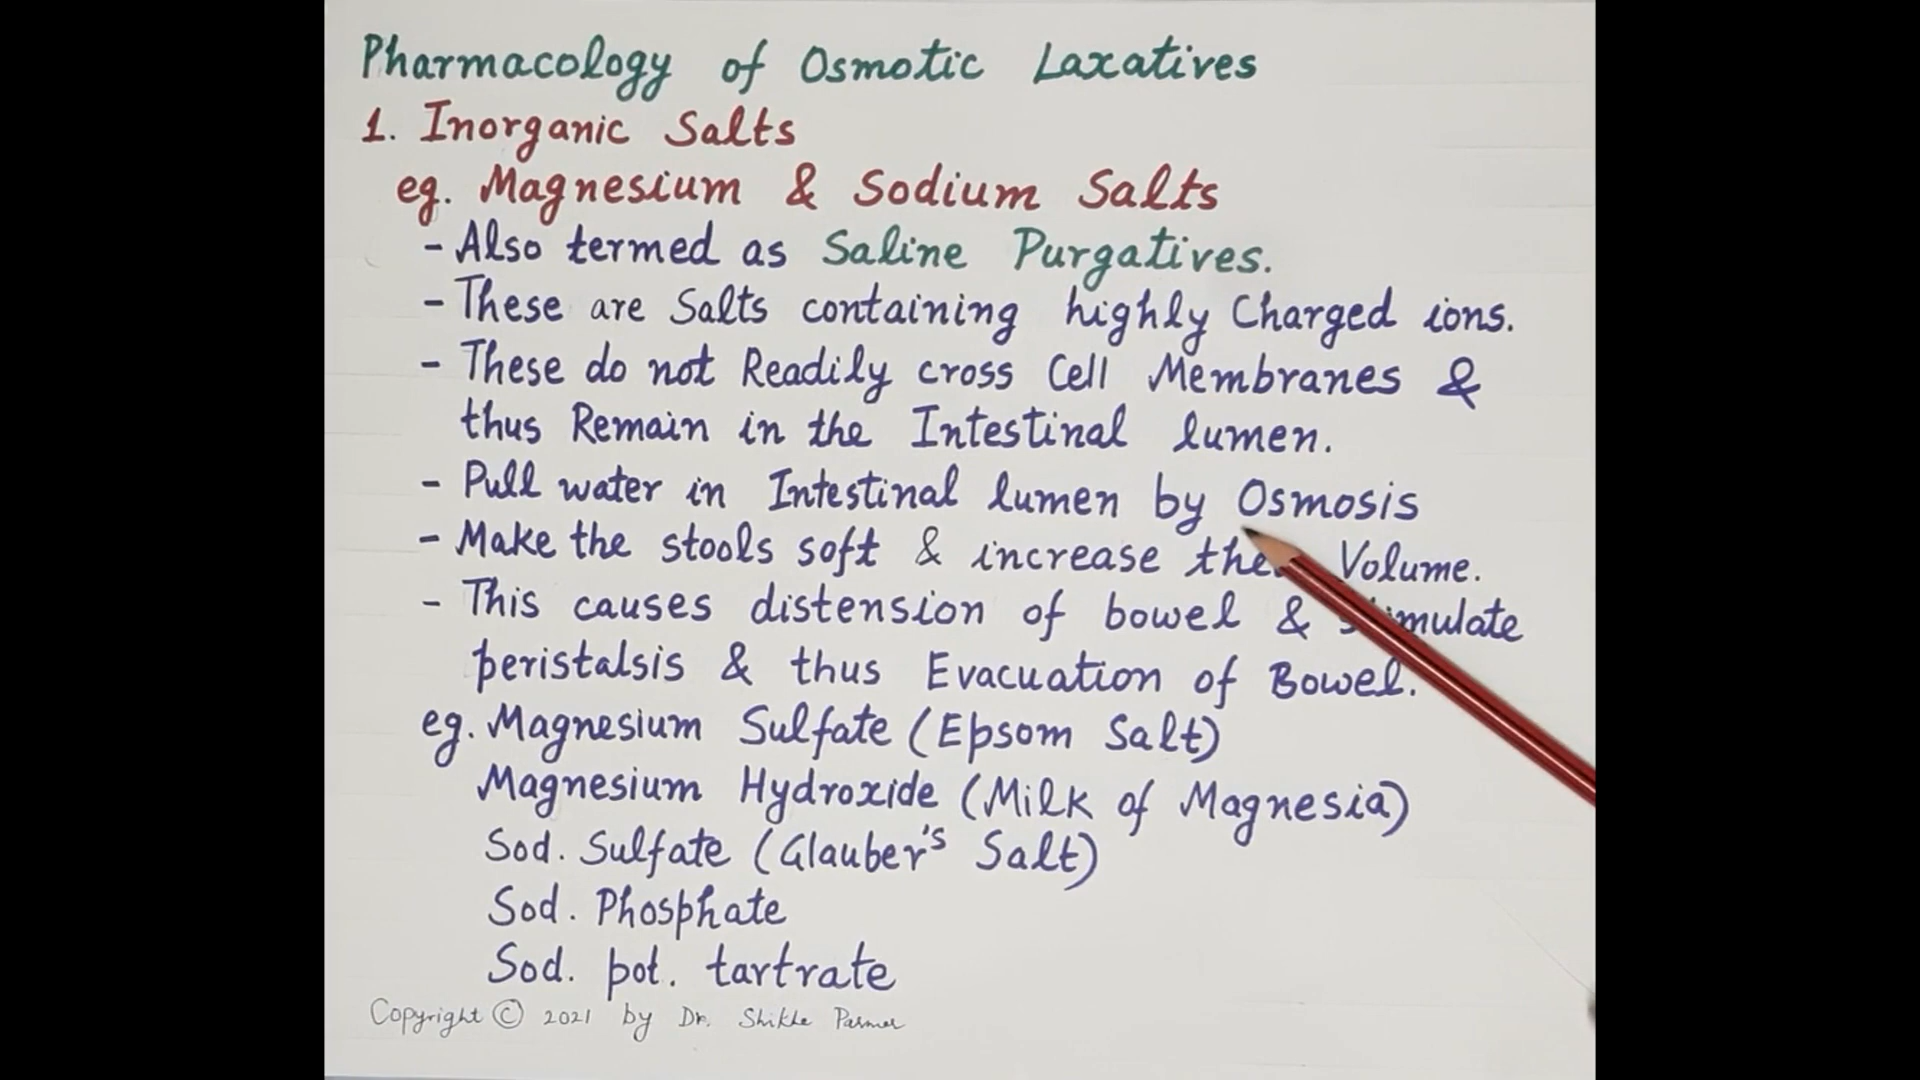 Pharmacology of Osmotic Laxatives
1. Inorganic Salts
eg. Magnesium & Sodium Salts
- Also termed as Saline Purgatives.
- These are Salts containing highly Charged ions.
- These do not Readily cross Cell Membranes &
thus Remain in the Intestinal lumen.
- Pull water in Intestinal lumen by Osmosis
- Make the stools soft & increase Volume.
- This causes distension of bowel &
peristalsis & thus Evacuation of Bowel.
eg. Magnesium Sulfate (Epsom Salt)
Magnesium Hydroxide (Milk of Magnesia)
Sod. Sulfate (Glauber's Salt)
Sod. Phosphate
Sod. pot. tartrate
Copyright © 2021 by Dr. Shikha Parmar